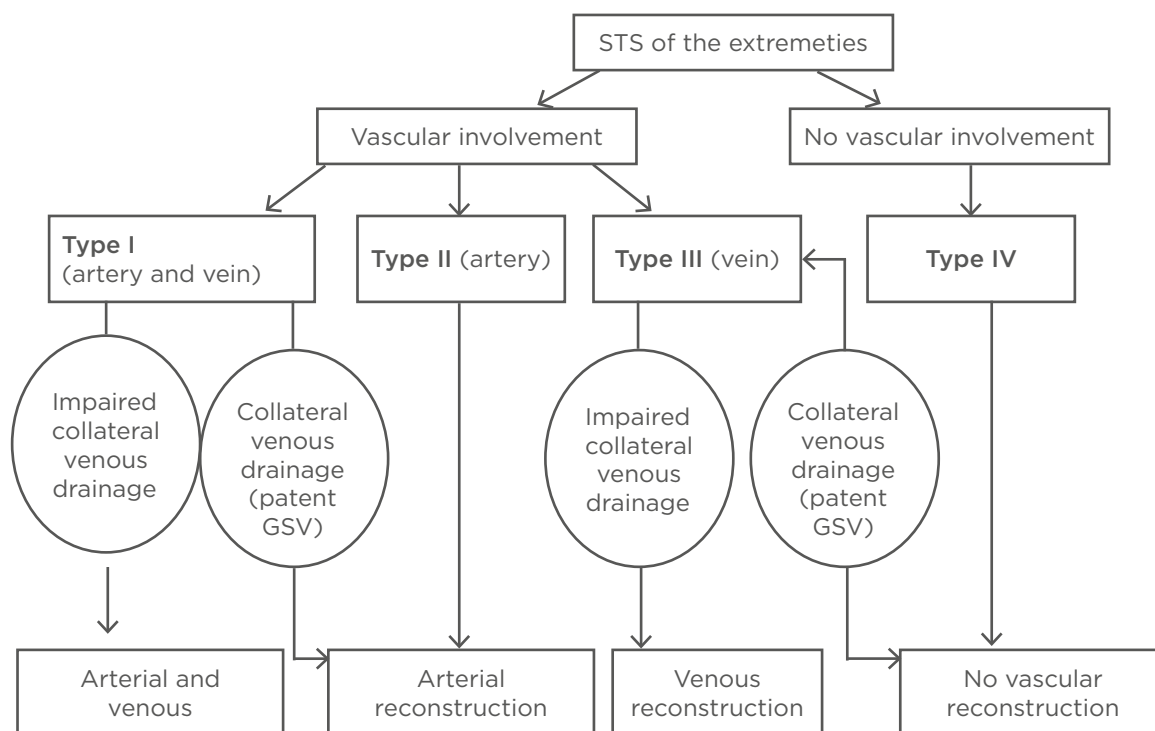 STS of the extremeties
Vascular involvement
No vascular involvement
Type I
(artery and vein)
Type II (artery)
Type III (vein)
Type IV
Impaired
collateral
venous
drainage
Collateral
venous
drainage
(patent
GSV)
Impaired
collateral
venous
drainage
Collateral
venous
drainage
(patent
GSV)
Arterial and
venous
Arterial
reconstruction
Venous
reconstruction
No vascular
reconstruction